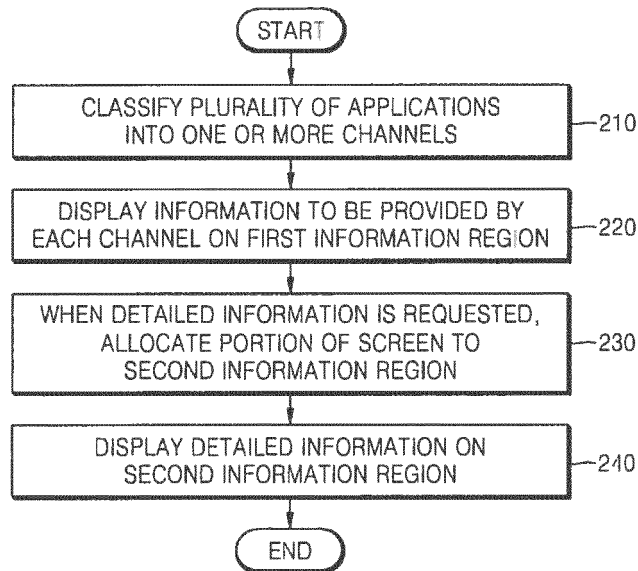 START
CLASSIFY PLURALITY OF APPLICATIONS
INTO ONE OR MORE CHANNELS
210
DISPLAY INFORMATION TO BE PROVIDED BY
EACH CHANNEL ON FIRST INFORMATION REGION
220
WHEN DETAILED INFORMATION IS REQUESTED,
ALLOCATE PORTION OF SCREEN TO
SECOND INFORMATION REGION
230
DISPLAY DETAILED INFORMATION ON
SECOND INFORMATION REGION
240
END